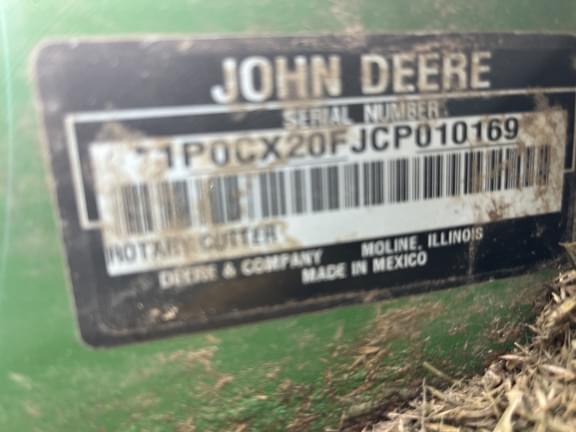 JOHN DEERE
SERIAL NUMBER
*1P0CX20FJCP010169
ROTARY CUTTER
DEERE & COMPANY MOLINE, ILLINOIS
MADE IN MEXICO